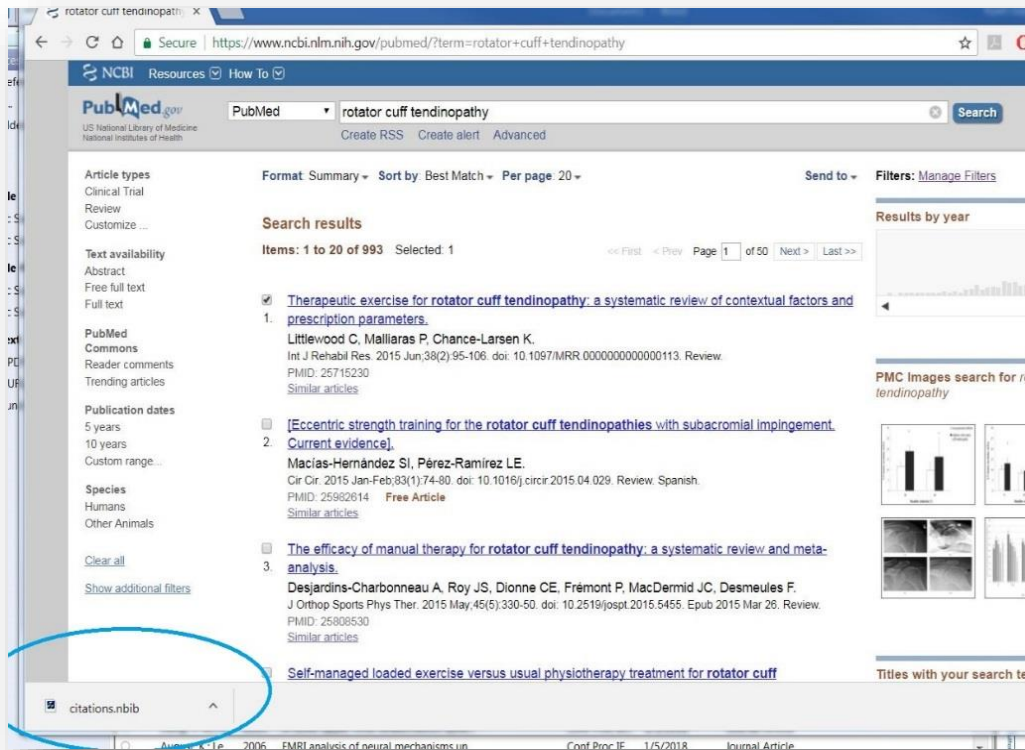 rotator cuff tendinopath
Secure https://www.ncbi.nlm.nih.gov/pubmed/?term=rotator+cuff+tendinopathy
NCBI Resources How To
PubMed.gov
US National Library of Medicine
National Institutes of Health
PubMed
rotator cuff tendinopathy
Search
Create RSS Create alert Advanced
Article types
Clinical Trial
Review
Customize ...
Text availability
Abstract
Free full text
Full text
PubMed
Commons
Reader comments
Trending articles
Publication dates
5 years
10 years
Custom range...
Species
Humans
Other Animals
Clear all
Show additional filters
Format: Summary Sort by: Best Match Per page: 20
Send to
Search results
Items: 1 to 20 of 993 Selected: 1
<< First < Prev Page 1 of 50 Next > Last >>
Therapeutic exercise for rotator cuff tendinopathy: a systematic review of contextual factors and
1. prescription parameters.
Littlewood C, Malliaras P, Chance-Larsen K.
Int J Rehabil Res. 2015 Jun;38(2):95-106. doi: 10.1097/MRR.0000000000000113. Review.
PMID: 25715230
Similar articles
[Eccentric strength training for the rotator cuff tendinopathies with subacromial impingement.
2. Current evidence].
Macías-Hernández SI, Pérez-Ramírez LE.
Cir Cir. 2015 Jan-Feb;83(1):74-80. doi: 10.1016/j.circir.2015.04.029. Review. Spanish.
PMID: 25982614 Free Article
Similar articles
The efficacy of manual therapy for rotator cuff tendinopathy: a systematic review and meta-
3. analysis.
Desjardins-Charbonneau A, Roy JS, Dionne CE, Frémont P, MacDermid JC, Desmeules F.
J Orthop Sports Phys Ther. 2015 May;45(5):330-50. doi: 10.2519/jospt.2015.5455. Epub 2015 Mar 26. Review.
PMID: 25808530
Similar articles
Self-managed loaded exercise versus usual physiotherapy treatment for rotator cuff
Filters: Manage Filters
Results by year
PMC Images search for
tendinopathy
Titles with your search te
citations.nbib
2006 FMRI analysis of neural mechanisms un... Conf Proc IE... 1/5/2018 Journal Article